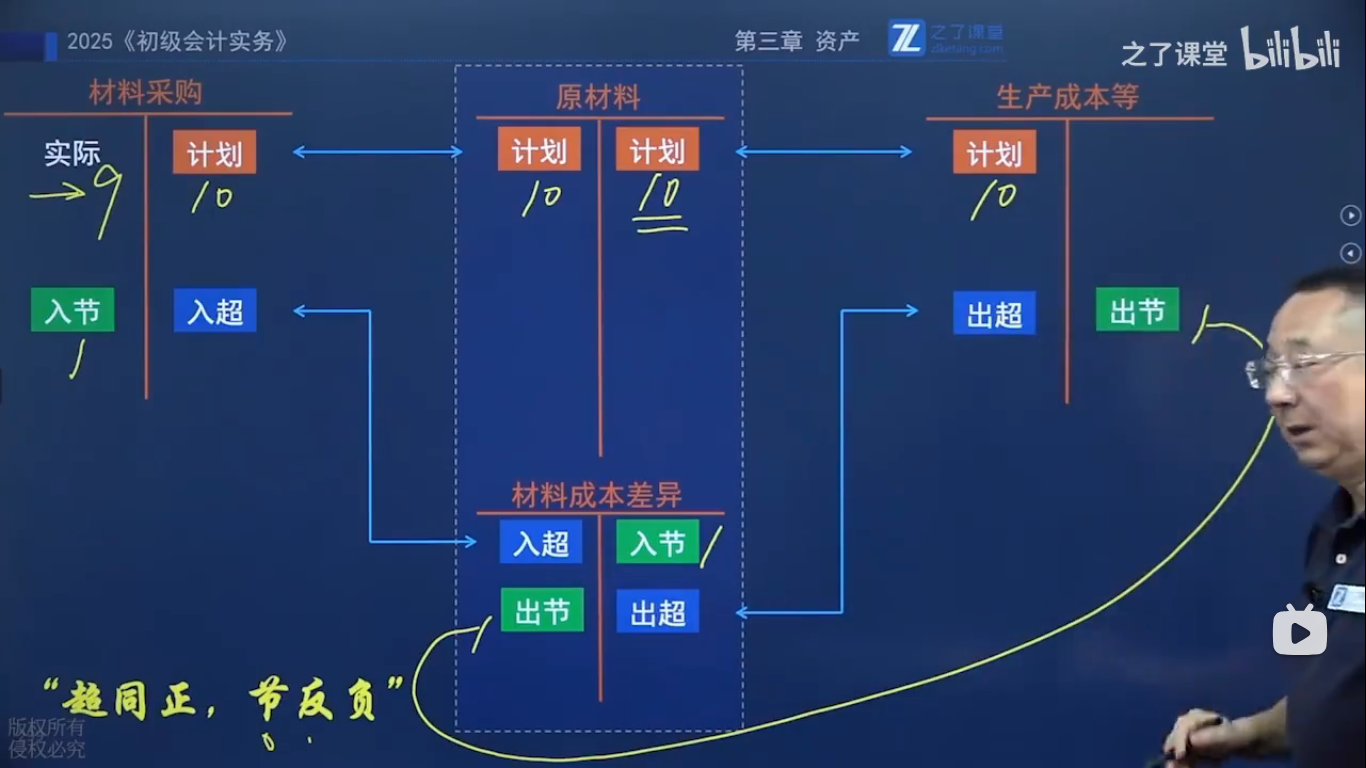 2025《初级会计实务》
第三章 资产
之了课堂
zlketang.com
之了课堂 bilibili
材料采购
原材料
生产成本等
实际 计划
计划 计划
计划
→9 10
10 10
10
入节 入超
出超 出节
1
1
材料成本差异
入超 入节 1
出节 出超
1
“超同正，节反负”
版权所有
侵权必究